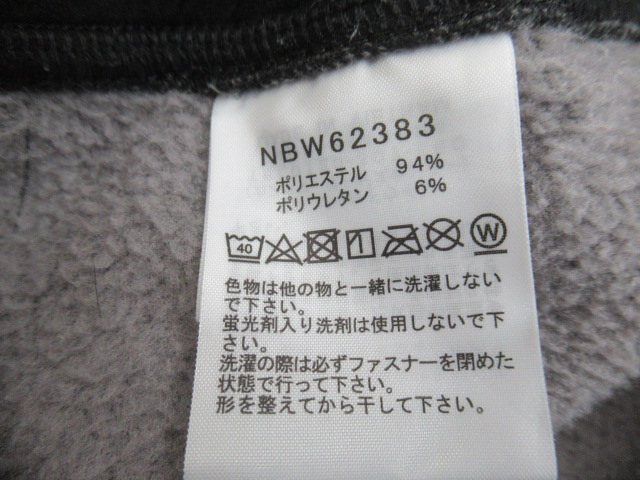 NBW62383
ポリエステル 94%
ポリウレタン 6%
40 W
色物は他の物と一緒に洗濯しない
で下さい。
蛍光剤入り洗剤は使用しないで下
さい。
洗濯の際は必ずファスナーを閉めた
状態で行って下さい。
形を整えてから干して下さい。